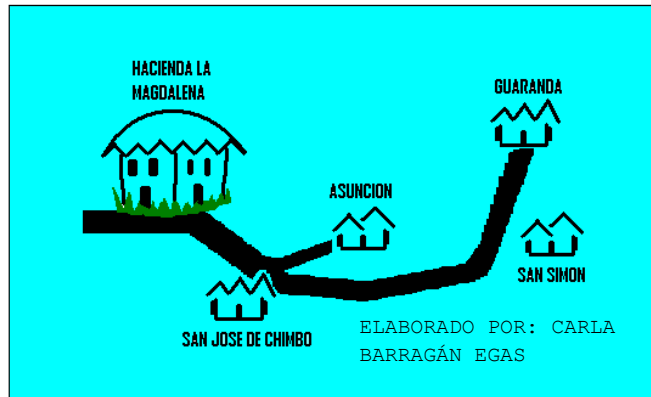 HACIENDA LA
MAGDALENA
GUARANDA
ASUNCION
SAN SIMON
SAN JOSE DE CHIMBO
ELABORADO POR: CARLA
BARRAGÁN EGAS